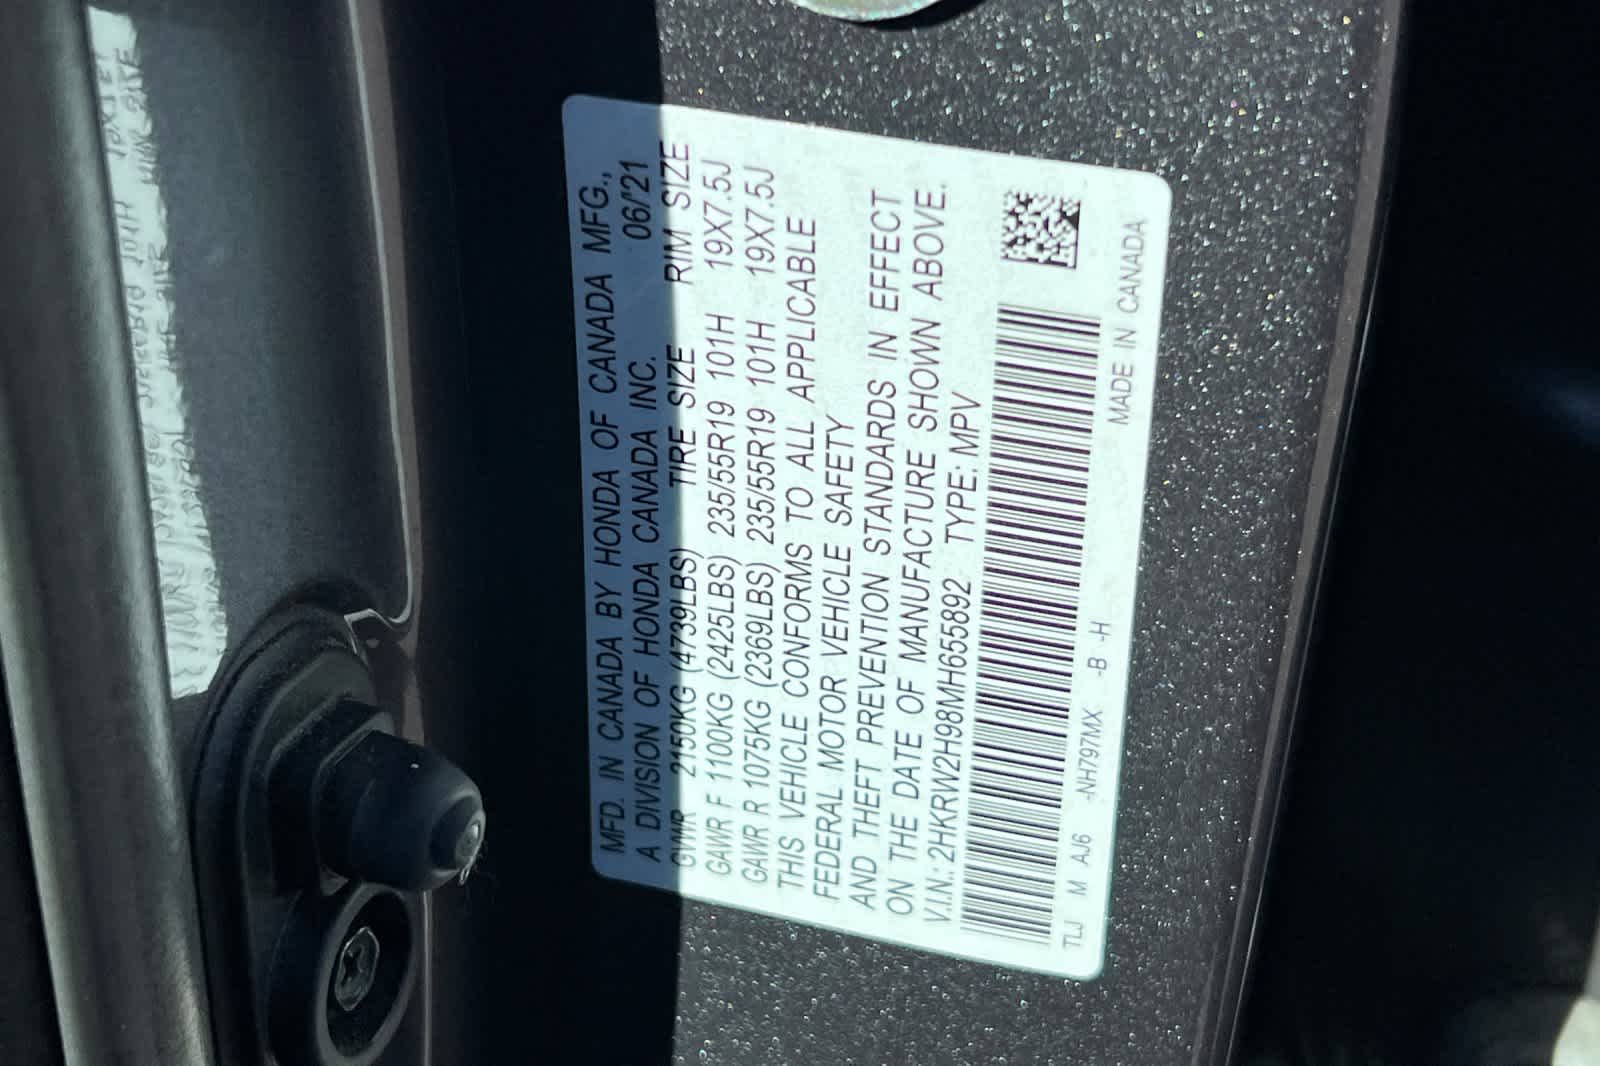 MFD. IN CANADA BY HONDA OF CANADA MFG.,
A DIVISION OF HONDA CANADA INC. 06/'21
GVWR 2150KG (4739LBS) TIRE SIZE RIM SIZE
GAWR F 1100KG (2425LBS) 235/55R19 101H 19X7.5J
GAWR R 1075KG (2369LBS) 235/55R19 101H 19X7.5J
THIS VEHICLE CONFORMS TO ALL APPLICABLE
FEDERAL MOTOR VEHICLE SAFETY
AND THEFT PREVENTION STANDARDS IN EFFECT
ON THE DATE OF MANUFACTURE SHOWN ABOVE.
V.I.N.: 2HKRW2H98MH655892 TYPE: MPV
TLJ M AJ6 -NH797MX -B -H MADE IN CANADA